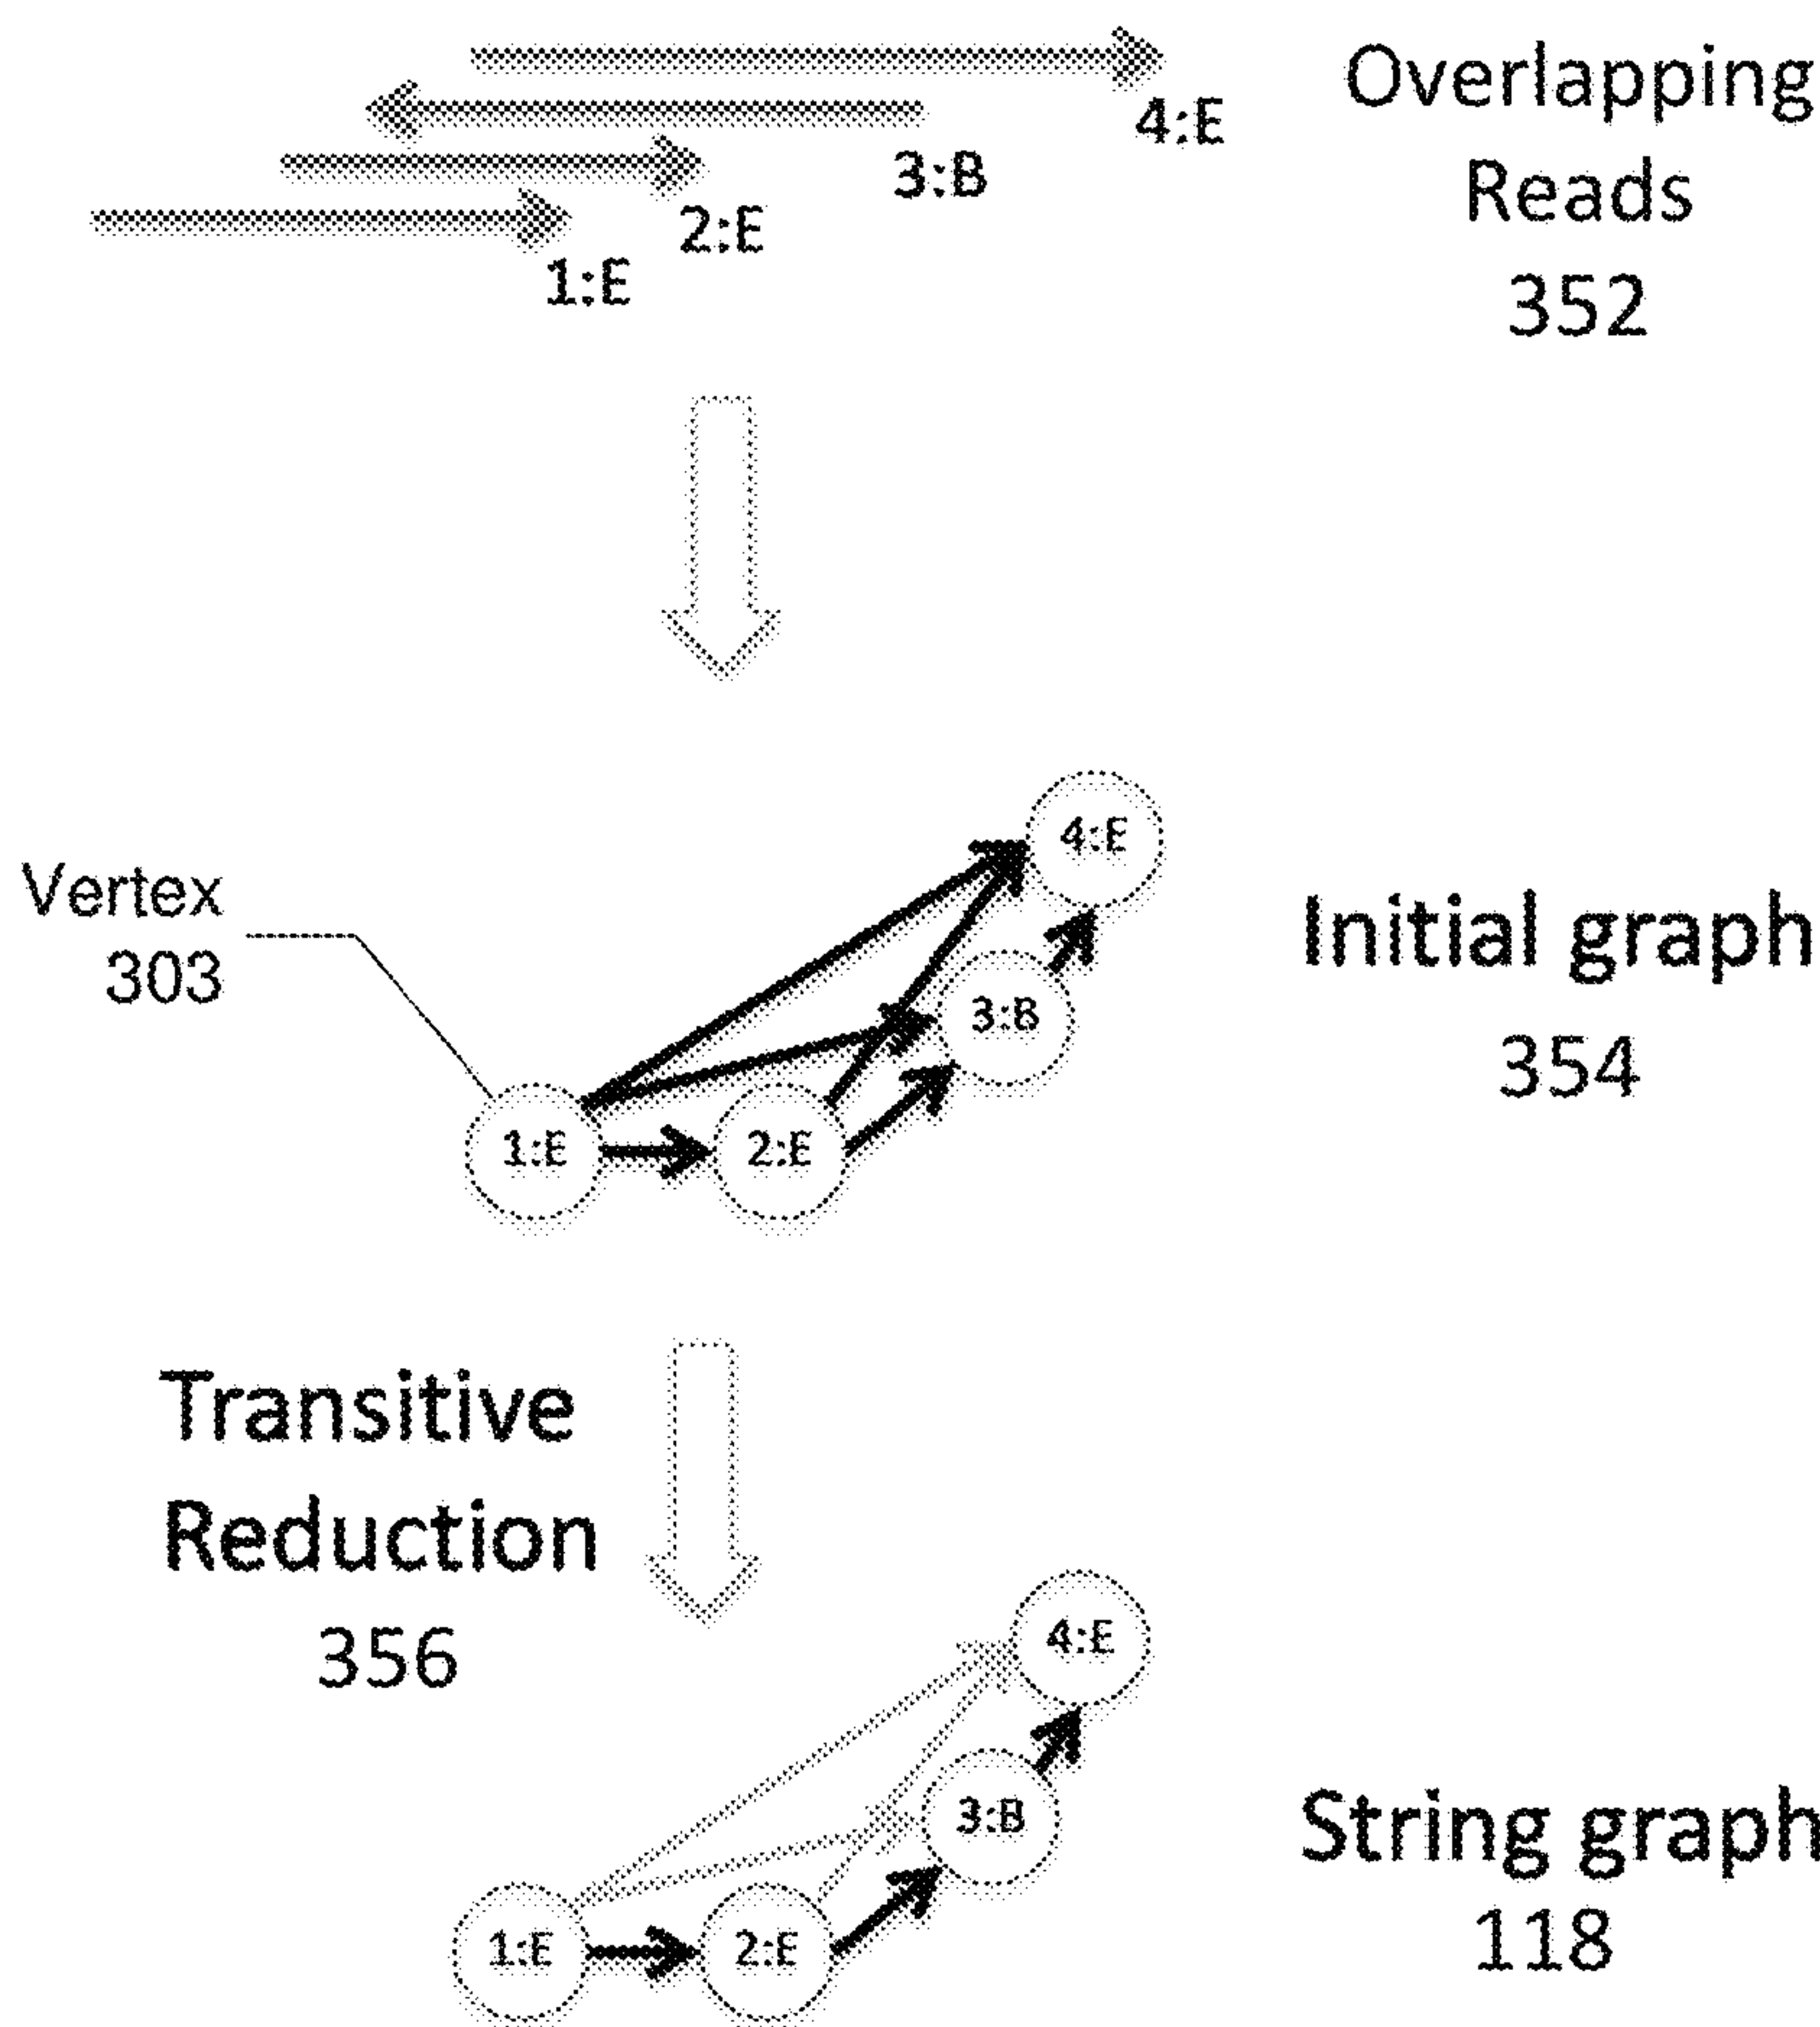 Overlapping
Reads
352
4:E
3:B
2:E
1:E
Vertex
303
4:E
3:B
1:E
2:E
Initial graph
354
Transitive
Reduction
356
4:E
3:B
1:E
2:E
String graph
118